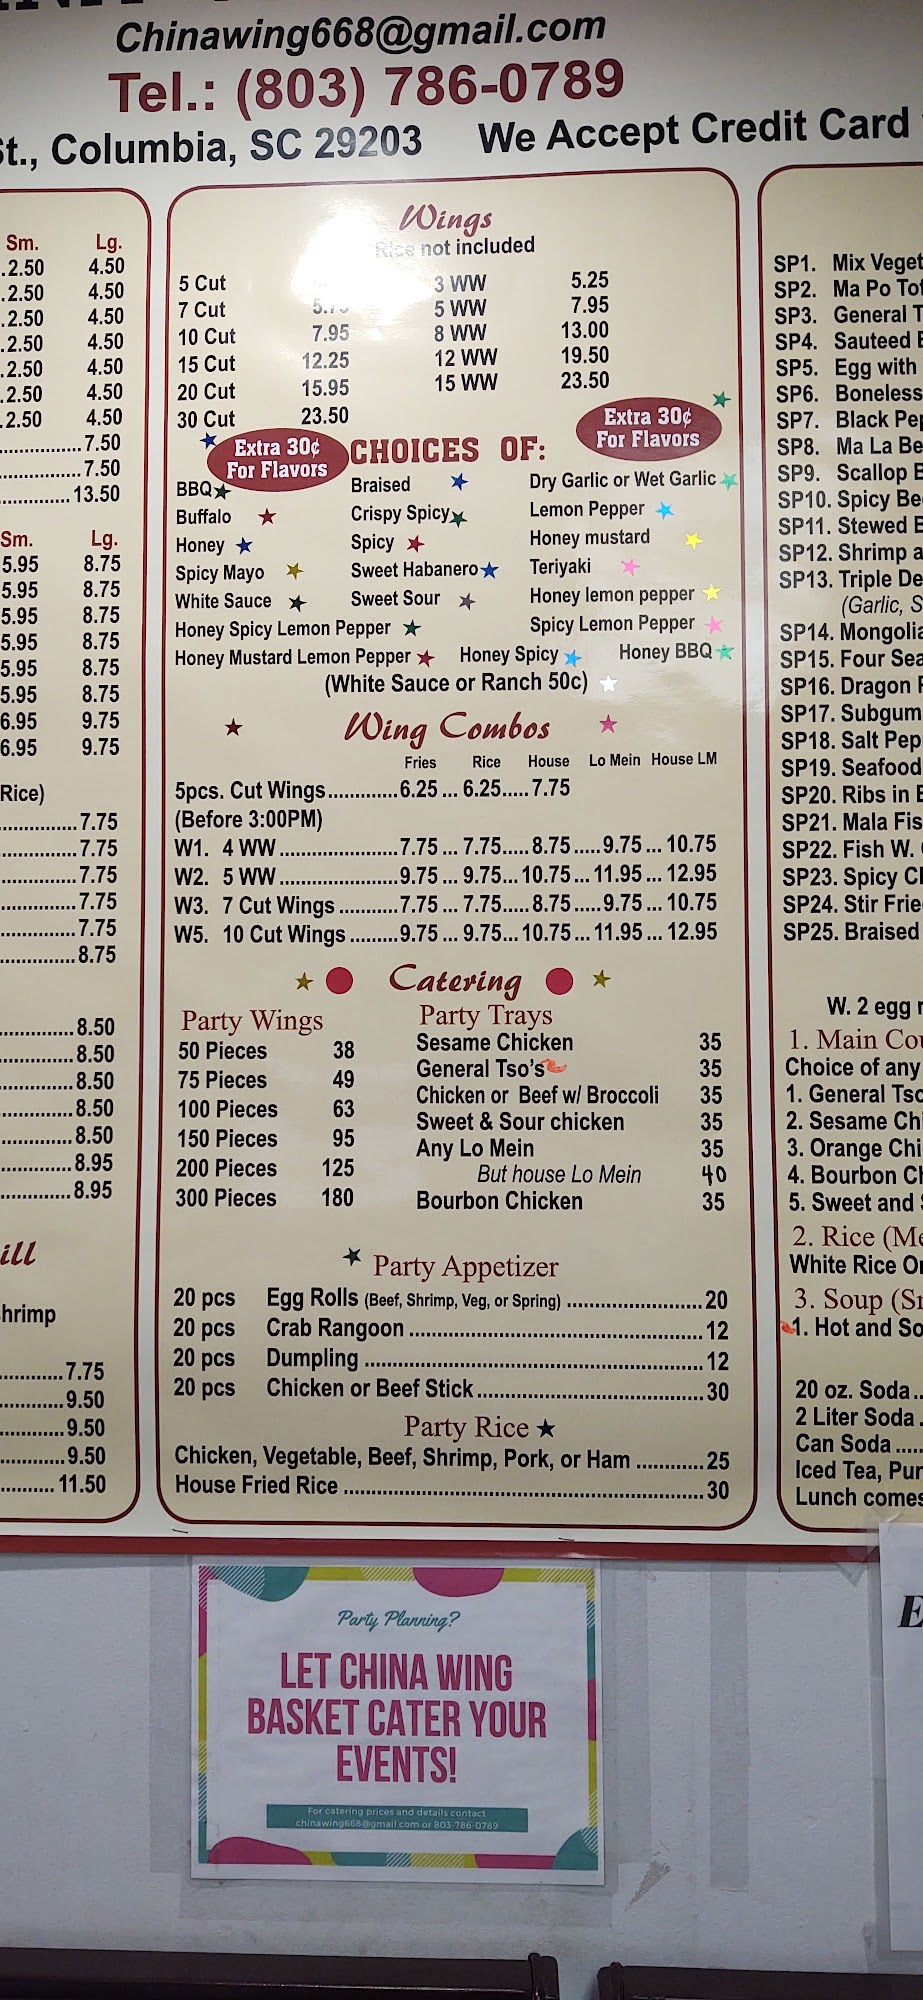 Chinawing668@gmail.com
Tel.: (803) 786-0789
St., Columbia, SC 29203 We Accept Credit Card
Sm. Lg.
.2.50 4.50
.2.50 4.50
.2.50 4.50
.2.50 4.50
.2.50 4.50
.2.50 4.50
.2.50 4.50
7.50
7.50
13.50
Sm. Lg.
5.95 8.75
5.95 8.75
5.95 8.75
5.95 8.75
5.95 8.75
5.95 8.75
6.95 9.75
6.95 9.75
Rice)
7.75
7.75
7.75
7.75
7.75
8.75
8.50
8.50
8.50
8.50
8.50
8.95
8.95
ill
hrimp
7.75
9.50
9.50
9.50
11.50
Wings
Rice not included
5 Cut 3 WW 5.25
7 Cut 5.75 5 WW 7.95
10 Cut 7.95 8 WW 13.00
15 Cut 12.25 12 WW 19.50
20 Cut 15.95 15 WW 23.50
30 Cut 23.50
Extra 30¢ For Flavors
CHOICES OF:
Extra 30¢ For Flavors
BBQ Braised Dry Garlic or Wet Garlic
Buffalo Crispy Spicy Lemon Pepper
Honey Spicy Honey mustard
Spicy Mayo Sweet Habanero Teriyaki
White Sauce Sweet Sour Honey lemon pepper
Honey Spicy Lemon Pepper Spicy Lemon Pepper
Honey Mustard Lemon Pepper Honey Spicy Honey BBQ
(White Sauce or Ranch 50c)
Wing Combos
Fries Rice House Lo Mein House LM
5pcs. Cut Wings............6.25 ... 6.25.....7.75
(Before 3:00PM)
W1. 4 WW ....................7.75 ... 7.75..... 8.75 .....9.75 ... 10.75
W2. 5 WW ....................9.75 ... 9.75... 10.75 ... 11.95 ... 12.95
W3. 7 Cut Wings ..........7.75 ... 7.75..... 8.75 .....9.75 ... 10.75
W5. 10 Cut Wings .........9.75 ... 9.75... 10.75 ... 11.95 ... 12.95
Catering
Party Wings
50 Pieces 38
75 Pieces 49
100 Pieces 63
150 Pieces 95
200 Pieces 125
300 Pieces 180
Party Trays
Sesame Chicken 35
General Tso's 35
Chicken or Beef w/ Broccoli 35
Sweet & Sour chicken 35
Any Lo Mein 35
But house Lo Mein 40
Bourbon Chicken 35
Party Appetizer
20 pcs Egg Rolls (Beef, Shrimp, Veg, or Spring) .......................20
20 pcs Crab Rangoon .................................................12
20 pcs Dumpling .........................................................12
20 pcs Chicken or Beef Stick......................................30
Party Rice
Chicken, Vegetable, Beef, Shrimp, Pork, or Ham ...........25
House Fried Rice ............................................................30
SP1. Mix Veget
SP2. Ma Po Tof
SP3. General T
SP4. Sauteed
SP5. Egg with
SP6. Boneless
SP7. Black Pep
SP8. Ma La Be
SP9. Scallop
SP10. Spicy Be
SP11. Stewed
SP12. Shrimp a
SP13. Triple De
(Garlic, S
SP14. Mongolia
SP15. Four Sea
SP16. Dragon
SP17. Subgum
SP18. Salt Pep
SP19. Seafood
SP20. Ribs in
SP21. Mala Fis
SP22. Fish W.
SP23. Spicy Ch
SP24. Stir Frie
SP25. Braised
W. 2 egg r
1. Main Cou
Choice of any
1. General Tso
2. Sesame Chi
3. Orange Chi
4. Bourbon Ch
5. Sweet and
2. Rice (Me
White Rice Or
3. Soup (Sm
1. Hot and So
20 oz. Soda
2 Liter Soda
Can Soda
Iced Tea, Pun
Lunch comes
Party Planning?
LET CHINA WING
BASKET CATER YOUR
EVENTS!
For catering prices and details contact
chinawing668@gmail.com or 803-786-0789